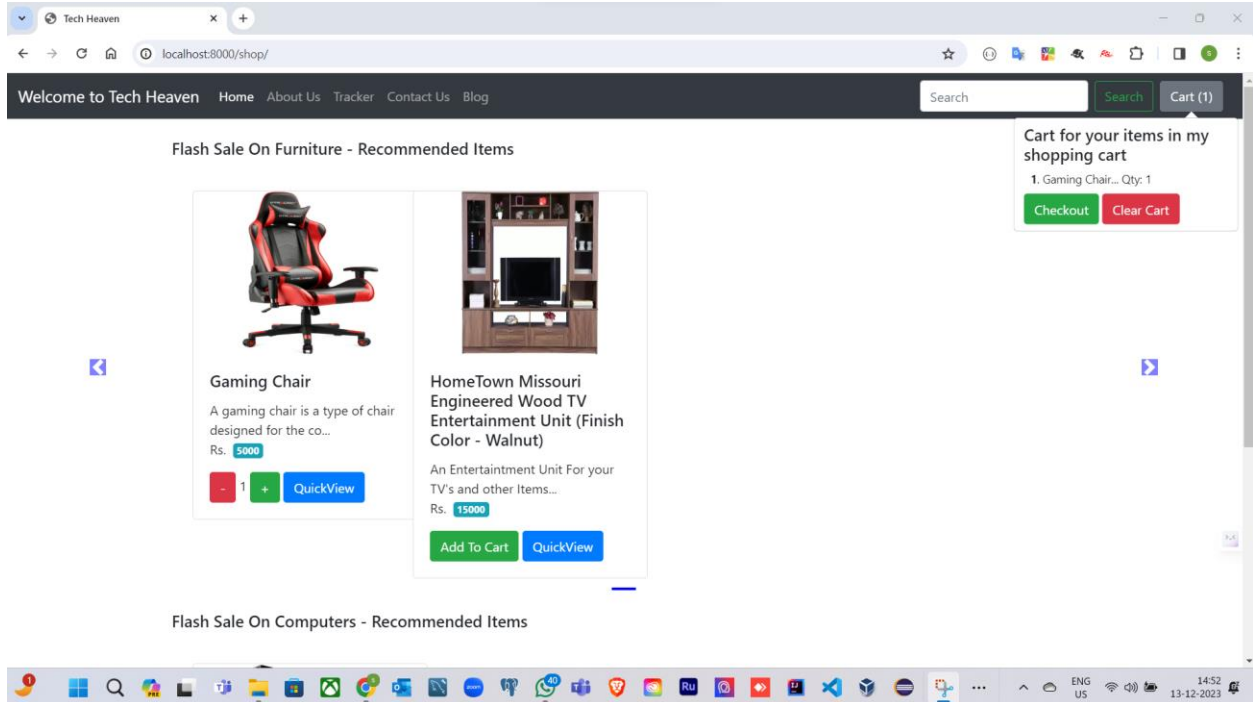 Tech Heaven
localhost:8000/shop/
Welcome to Tech Heaven Home About Us Tracker Contact Us Blog Search Search Cart (1)
Cart for your items in my
shopping cart
1. Gaming Chair... Qty: 1
Checkout Clear Cart
Flash Sale On Furniture - Recommended Items
Gaming Chair
A gaming chair is a type of chair
designed for the co...
Rs. 5000
- 1 + QuickView
HomeTown Missouri
Engineered Wood TV
Entertainment Unit (Finish
Color - Walnut)
An Entertaintment Unit For your
TV's and other Items...
Rs. 15000
Add To Cart QuickView
Flash Sale On Computers - Recommended Items
ENG
US
14:52
13-12-2023